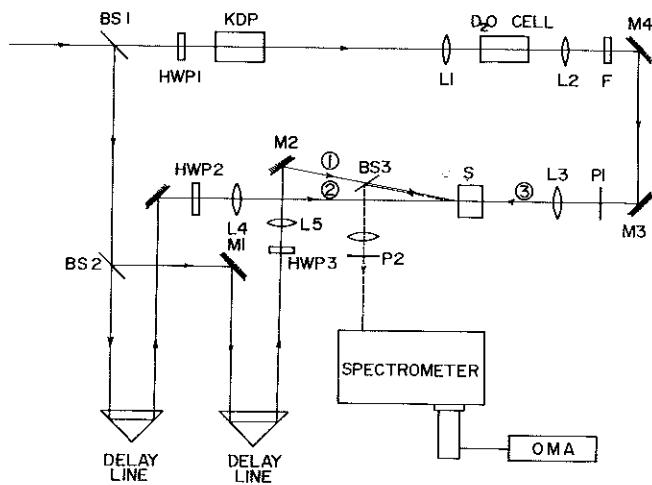 BS1
KDP
D2O CELL
M4
HWP1
L1
L2
F
M2
①
HWP2
BS3
②
S
③
L3
P1
M3
L4
L5
M1
BS2
HWP3
P2
SPECTROMETER
OMA
DELAY
LINE
DELAY
LINE